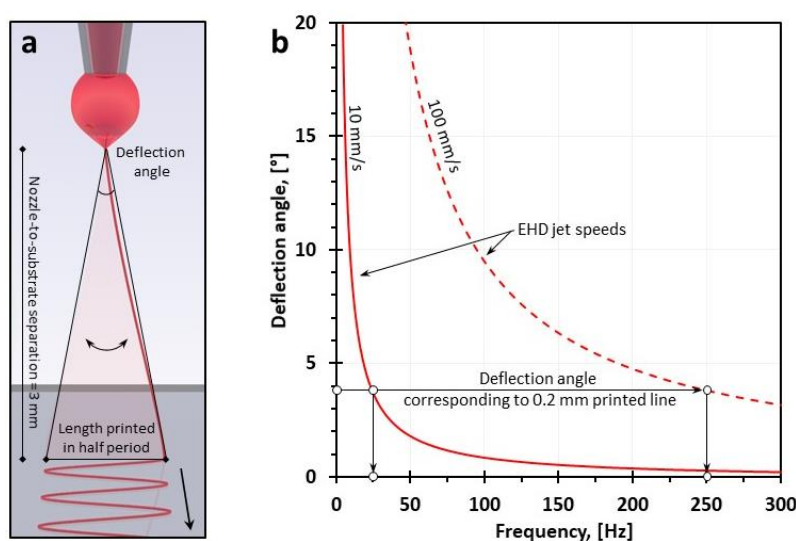 a
Deflection
angle
Nozzle-to-substrate separation = 3 mm
Length printed
in half period
b
Deflection angle, [°]
20
15
10
5
0
10 mm/s
100 mm/s
EHD jet speeds
Deflection angle
corresponding to 0.2 mm printed line
0 50 100 150 200 250 300
Frequency, [Hz]